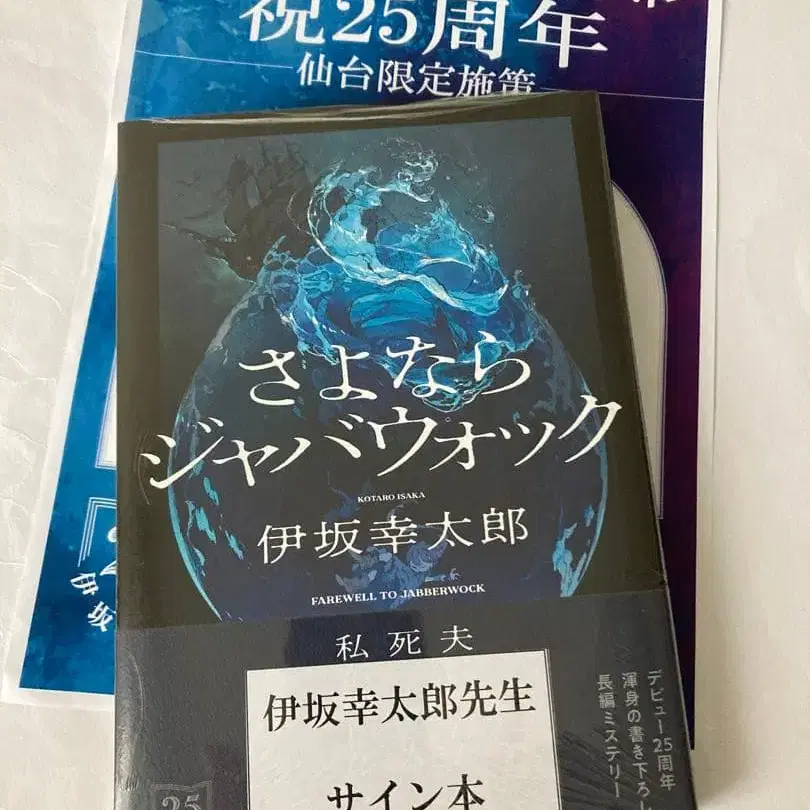 祝25周年
仙台限定施策
さよなら
ジャバウォック
KOTARO ISAKA
伊坂幸太郎
FAREWELL TO JABBERWOCK
私死夫
伊坂幸太郎先生
サイン本
デビュー25周年
渾身の書き下ろし
長編ミステリー
25
伊坂